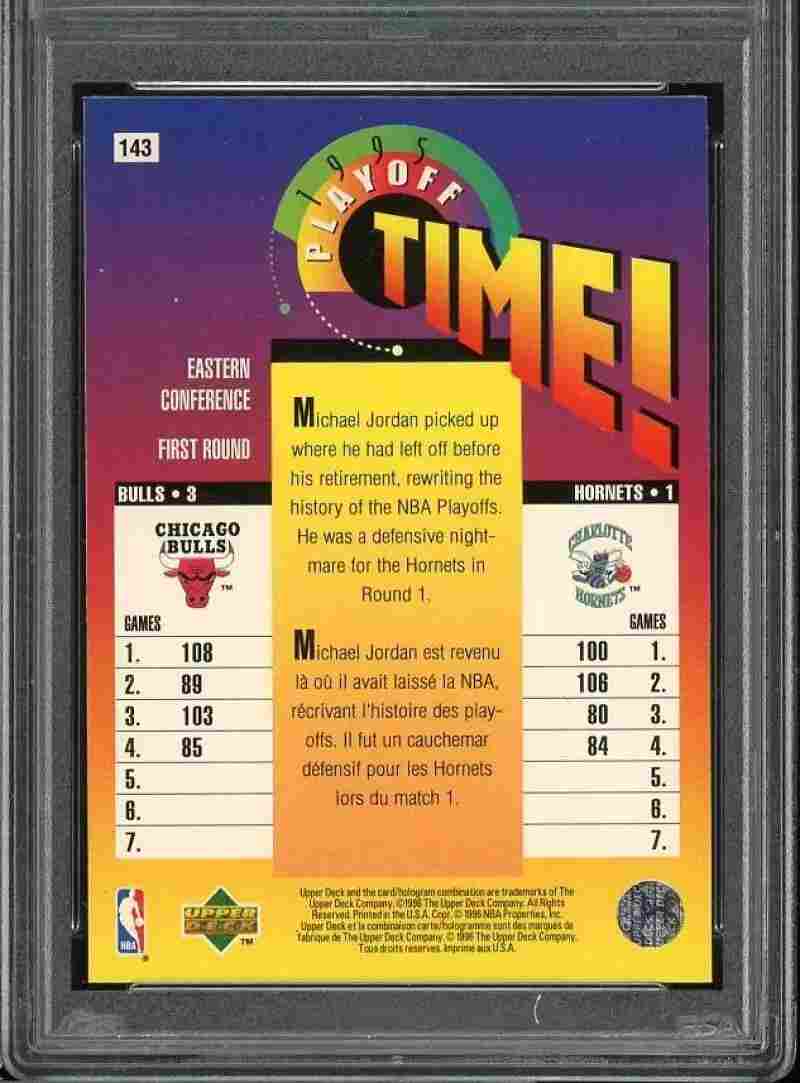 143
1995
PLAYOFF
TIME!
EASTERN
CONFERENCE
FIRST ROUND
BULLS • 3
HORNETS • 1
CHICAGO
BULLS
TM
CHARLOTTE
HORNETS TM
GAMES
1. 108
2. 89
3. 103
4. 85
5.
6.
7.
Michael Jordan picked up
where he had left off before
his retirement, rewriting the
history of the NBA Playoffs.
He was a defensive night-
mare for the Hornets in
Round 1.
Michael Jordan est revenu
là où il avait laissé la NBA,
récrivant l'histoire des play-
offs. Il fut un cauchemar
défensif pour les Hornets
lors du match 1.
GAMES
100 1.
106 2.
80 3.
84 4.
5.
6.
7.
NBA
®
UPPER
DECK
TM
Upper Deck and the card/hologram combination are trademarks of The
Upper Deck Company. ©1996 The Upper Deck Company. All Rights
Reserved. Printed in the U.S.A. Copr. © 1996 NBA Properties, Inc.
Upper Deck et la combinaison carte/hologramme sont des marques de
fabrique de The Upper Deck Company. © 1996 The Upper Deck Company.
Tous droits reservés. Imprime aux U.S.A.